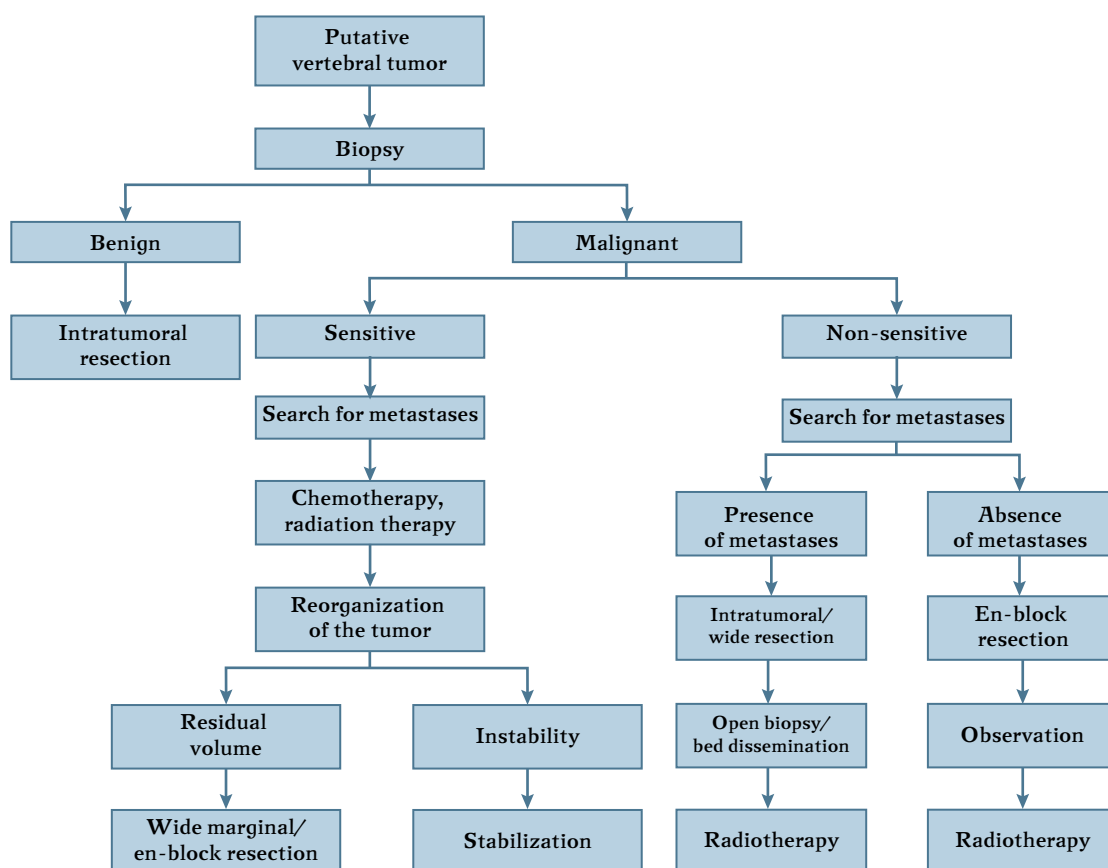 Putative
vertebral tumor
Biopsy
Benign
Malignant
Intratumoral
resection
Sensitive
Non-sensitive
Search for metastases
Search for metastases
Chemotherapy,
radiation therapy
Presence
of metastases
Absence
of metastases
Reorganization
of the tumor
Intratumoral/
wide resection
En-block
resection
Residual
volume
Instability
Open biopsy/
bed dissemination
Observation
Wide marginal/
en-block resection
Stabilization
Radiotherapy
Radiotherapy